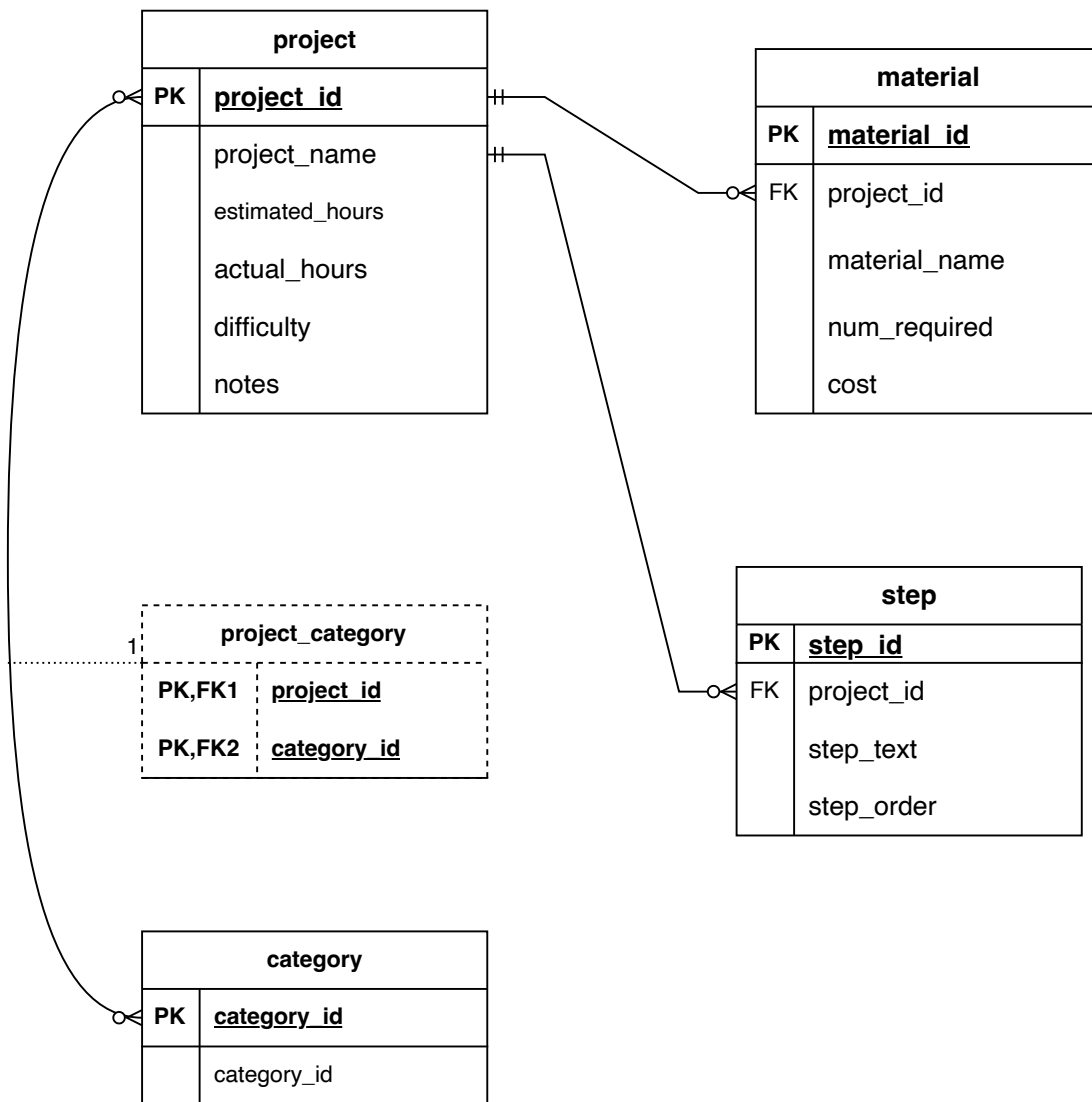 project
PK project_id
project_name
estimated_hours
actual_hours
difficulty
notes
material
PK material_id
FK project_id
material_name
num_required
cost
1
project_category
PK,FK1 project_id
PK,FK2 category_id
step
PK step_id
FK project_id
step_text
step_order
category
PK category_id
category_id